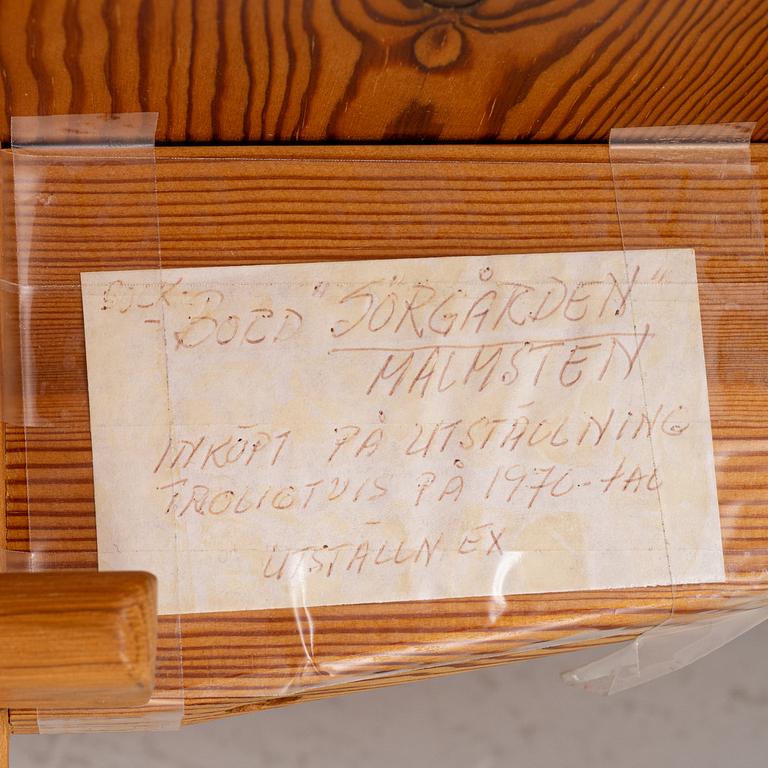 BORD "SÖRGÅRDEN"
MALMSTEN
INKÖPT PÅ UTSTÄLLNING
TROLIGTVIS PÅ 1970-tAL
UTSTÄLLN EX